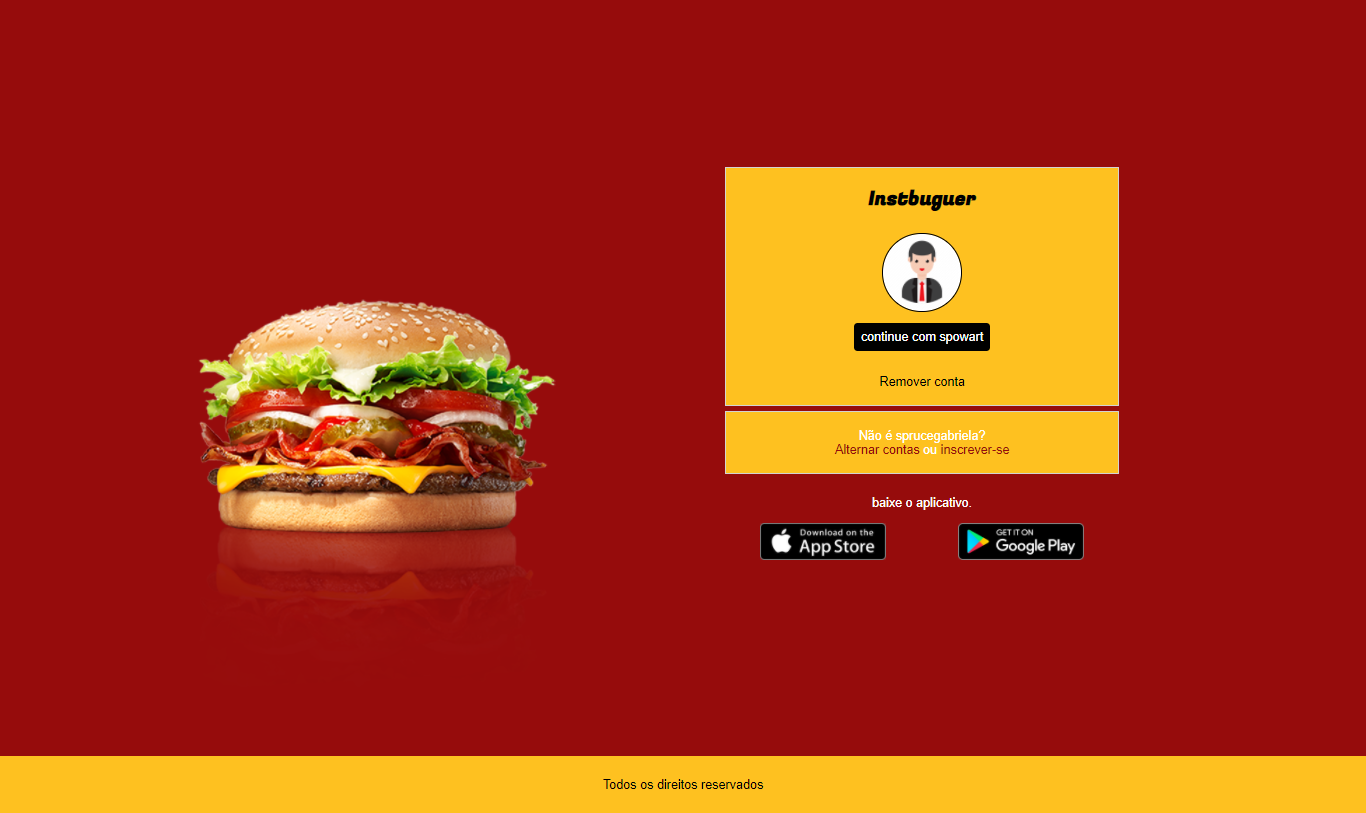 Instbuguer
continue com spowart
Remover conta
Não é sprucegabriela?
Alternar contas ou inscrever-se
baixe o aplicativo.
Download on the
App Store
GET IT ON
Google Play
Todos os direitos reservados